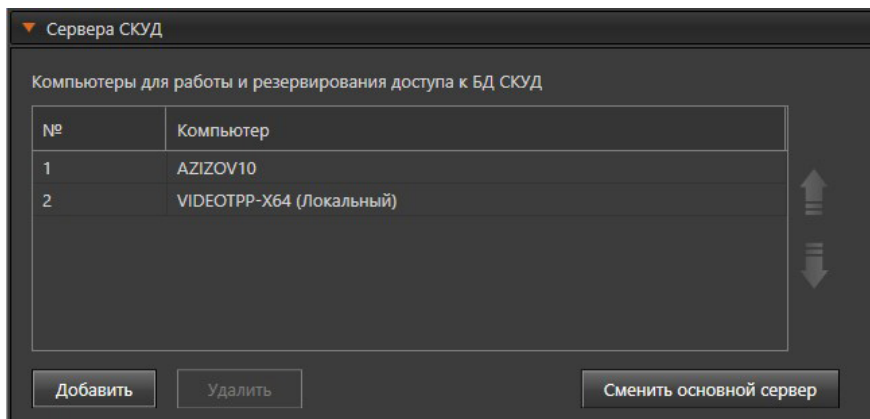 Сервера СКУД
Компьютеры для работы и резервирования доступа к БД СКУД
№ Компьютер
1 AZIZOV10
2 VIDEOTPP-X64 (Локальный)
Добавить Удалить Сменить основной сервер